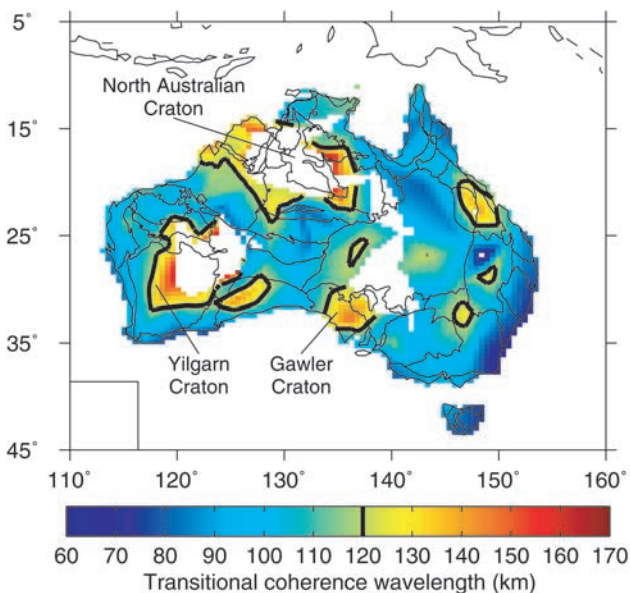 5°
North Australian
Craton
15°
25°
35°
Yilgarn
Craton
Gawler
Craton
45°
110° 120° 130° 140° 150° 160°
60 70 80 90 100 110 120 130 140 150 160 170
Transitional coherence wavelength (km)